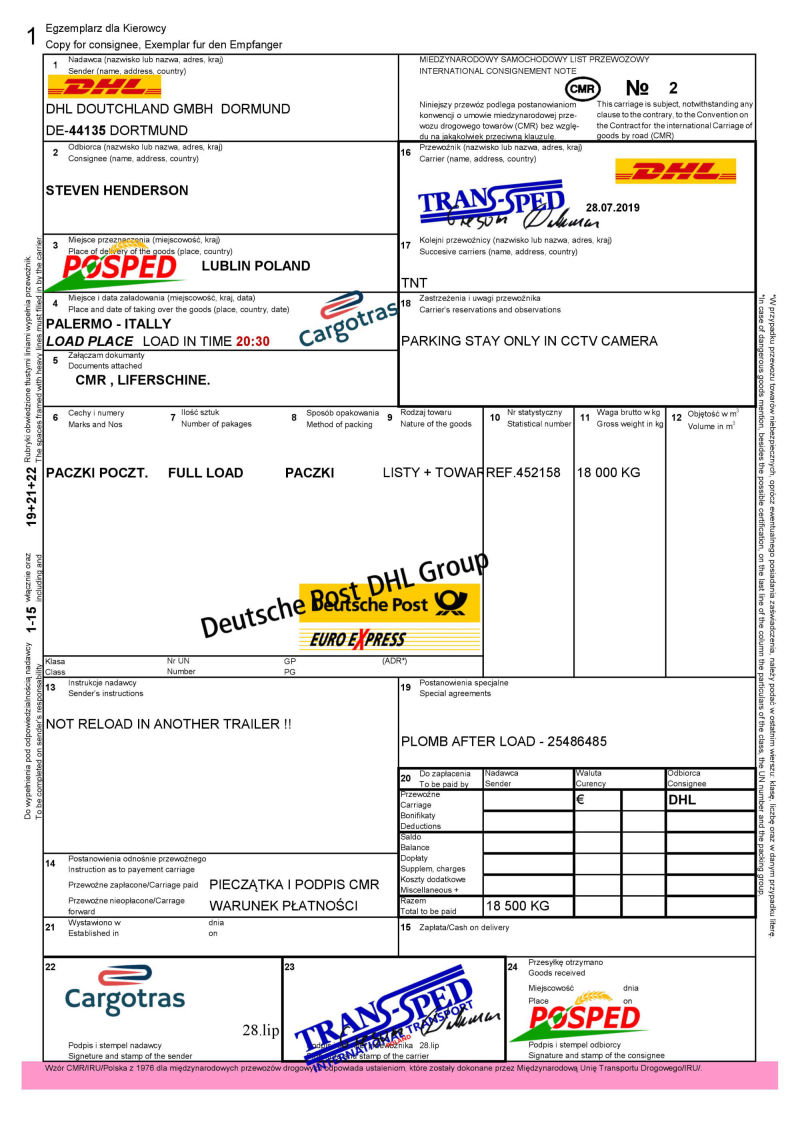 1
Egzemplarz dla Kierowcy
Copy for consignee, Exemplar fur den Empfanger
1 Nadawca (nazwisko lub nazwa, adres, kraj)
Sender (name, address, country)
DHL
DHL DOUTCHLAND GMBH DORMUND
DE-44135 DORTMUND
MIEDZYNARODOWY SAMOCHODOWY LIST PRZEWOZOWY
INTERNATIONAL CONSIGNEMENT NOTE
CMR
№ 2
Niniejszy przewóz podlega postanowiom
konwencji o umowie międzynarodowej prze-
wozu drogowego towarów (CMR) bez wzglę-
du na jakąkolwiek przeciwną klauzulę.
This carriage is subject, notwithstanding any
clause to the contrary, to the Convention on
the Contract for the international Carriage of
goods by road (CMR)
2 Odbiorca (nazwisko lub nazwa, adres, kraj)
Consignee (name, address, country)
STEVEN HENDERSON
16 Przewoźnik (nazwisko lub nazwa, adres, kraj)
Carrier (name, address, country)
DHL
TRANS-SPED
28.07.2019
3 Miejsce przeznaczenia (miejscowość, kraj)
Place of delivery of the goods (place, country)
POSPED
LUBLIN POLAND
17 Kolejni przewoźnicy (nazwisko lub nazwa, adres, kraj)
Succesive carriers (name, address, country)
TNT
4 Miejsce i data załadowania (miejscowość, kraj, data)
Place and date of taking over the goods (place, country, date)
PALERMO - ITALLY
LOAD PLACE LOAD IN TIME 20:30
Cargotras
18 Zastrzeżenia i uwagi przewoźnika
Carrier's reservations and observations
PARKING STAY ONLY IN CCTV CAMERA
5 Załączam dokumanty
Documents attached
CMR , LIFERSCHINE.
6 Cechy i numery
Marks and Nos
7 Ilość sztuk
Number of pakages
8 Sposób opakowania
Method of packing
9 Rodzaj towaru
Nature of the goods
10 Nr statystyczny
Statistical number
11 Waga brutto w kg
Gross weight in kg
12 Objętość w m³
Volume in m³
PACZKI POCZT. FULL LOAD PACZKI LISTY + TOWAR REF.452158 18 000 KG
Deutsche Post DHL Group
Deutsche Post
EURO EXPRESS
Klasa Nr UN GP (ADR*)
Class Number PG
13 Instrukcje nadawcy
Sender's instructions
NOT RELOAD IN ANOTHER TRAILER !!
19 Postanowienia specjalne
Special agreements
PLOMB AFTER LOAD - 25486485
20 Do zapłacenia
To be paid by
Nadawca
Sender
Waluta
Curency
Odbiorca
Consignee
Przewoźne
Carriage
€
DHL
Bonifikaty
Deductions
Saldo
Balance
Dopłaty
Supplem, charges
Koszty dodatkowe
Miscellaneous +
Razem
Total to be paid
18 500 KG
14 Postanowienia odnośnie przewoźnego
Instruction as to payement carriage
Przewoźne zapłacone/Carriage paid PIECZĄTKA I PODPIS CMR
Przewoźne nieopłacone/Carrage
forward
WARUNEK PŁATNOŚCI
21 Wystawiono w dnia
Established in on
15 Zapłata/Cash on delivery
22
Cargotras
28.lip
Podpis i stempel nadawcy
Signature and stamp of the sender
23
TRANS-SPED
INTERNATIONAL TRANSPORT
28.lip
stamp of the carrier
24 Przesyłkę otrzymano
Goods received
Miejscowość dnia
Place on
POSPED
Podpis i stempel odbiorcy
Signature and stamp of the consignee
Wzór CMR/IRU/Polska z 1976 dla międzynarodowych przewozów drogowych odpowiada ustaleniom, które zostały dokonane przez Międzynarodową Unię Transportu Drogowego/IRU/.
Do wypełnienia pod odpowiedzialnością nadawcy 1-15 włącznie oraz 19+21+22 Rubryki obwiedzione tłustymi liniami wypełnia przewoźnik.
To be completed on sender's responsability including and The spaces framed with heavy lines must filled in by the carrier
*W przypadku przewozu towarów niebezpiecznych, oprócz ewentualnego posiadania zaświadczenia, należy podać w ostatnim wierszu: klasę, liczbę oraz w danym przypadku literę.
*In case of dangerous goods mention, besides the possible certification, on the last line of the column the particulars of the class, the UN number and the packing group.